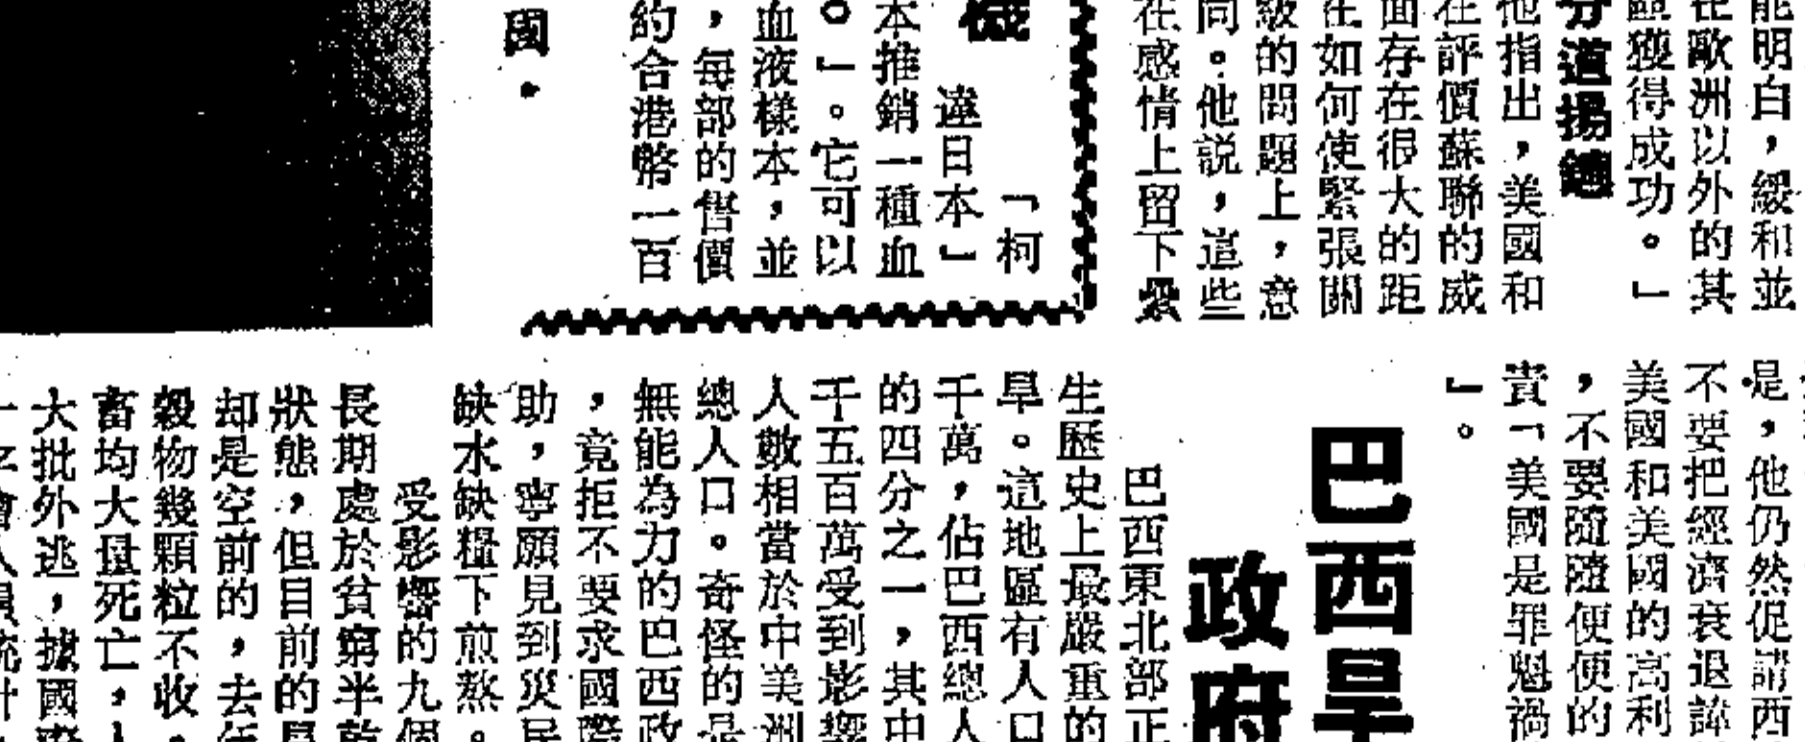 能明白，緩和並
在歐洲以外的其
區獲得成功。」
分道揚鑣
他指出，美國和
在評價蘇聯的威
面存在很大的距
在如何使緊張關
級的問題上，意
同。他說，這些
在感情上留下
「柯
違日本」
本推銷一種血
。」。它可以
血液樣本，並
，每部的售價
約合港幣一百
國。
是，他仍然促請西
不要把經濟衰退諉
美國和美國的高利
，不要隨隨便便的
責「美國是罪魁禍
」。
巴西旱
政府
巴西東北部正
生歷史上最嚴重的
旱。這地區有人口
千萬，佔巴西總人
的四分之一，其中
千五百萬受到影響
人數相當於中美洲
總人口。奇怪的是
無能為力的巴西政
，竟拒不要求國際
助，寧願見到災民
缺水缺糧下煎熬。
受影響的九個
長期處於貧窮半乾
狀態，但目前的旱
却是空前的，去年
穀物幾顆粒不收，
畜均大量死亡，人
大批外逃，據國